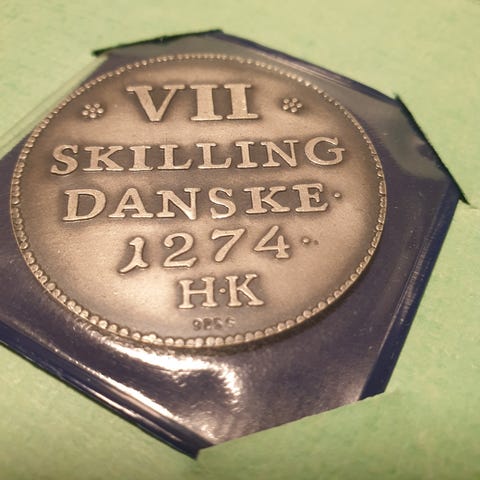 VII
SKILLING
DANSKE·
1274·
H·K